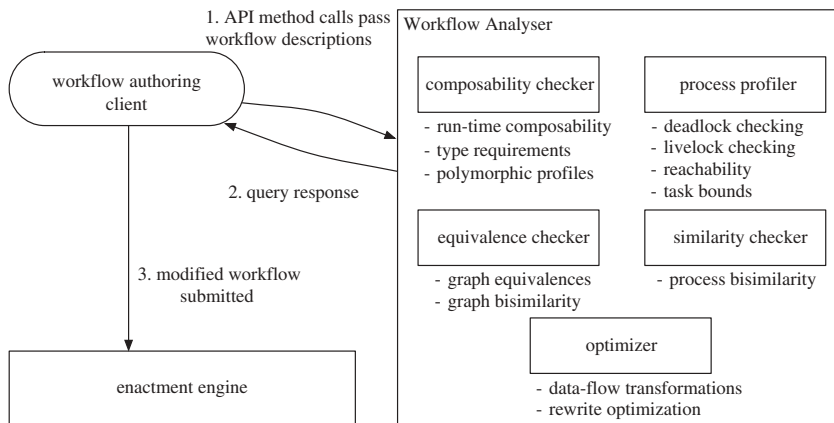 1. API method calls pass
workflow descriptions
workflow authoring
client
2. query response
3. modified workflow
submitted
enactment engine
Workflow Analyser
composability checker
- run-time composability
- type requirements
- polymorphic profiles
process profiler
- deadlock checking
- livelock checking
- reachability
- task bounds
equivalence checker
- graph equivalences
- graph bisimilarity
similarity checker
- process bisimilarity
optimizer
- data-flow transformations
- rewrite optimization